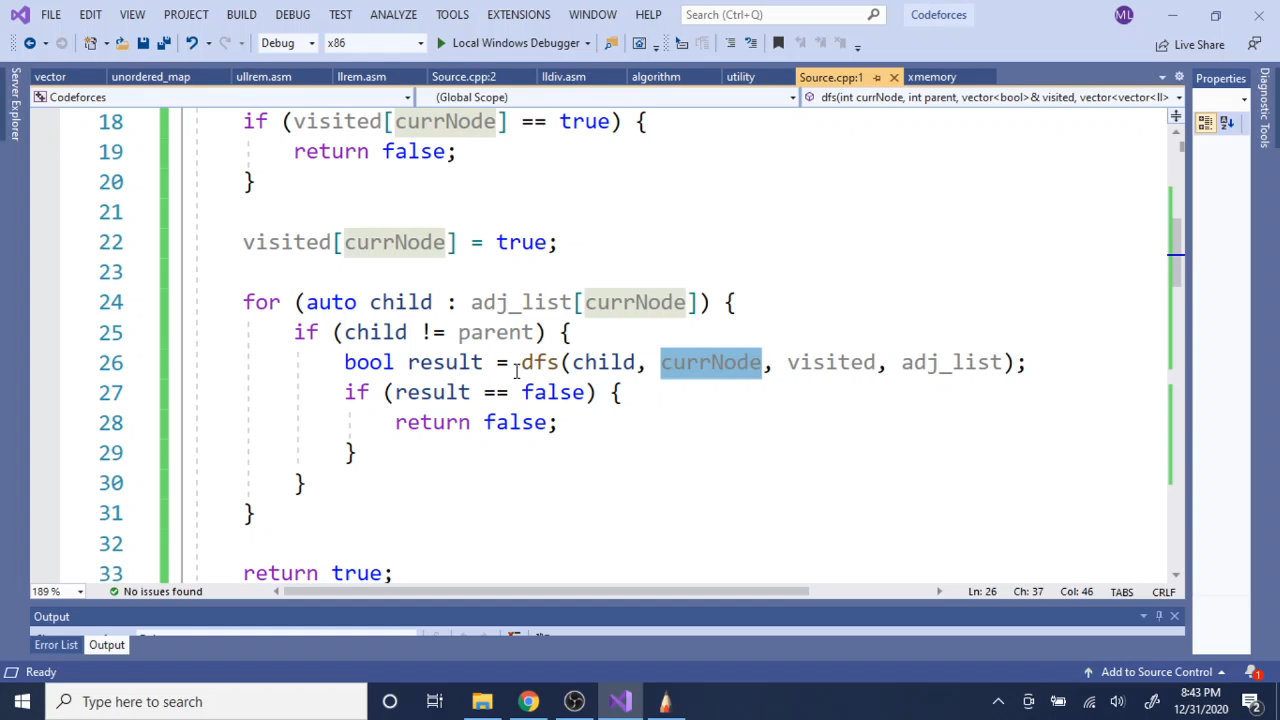 FILE EDIT VIEW PROJECT BUILD DEBUG TEST ANALYZE TOOLS EXTENSIONS WINDOW HELP Search (Ctrl+Q) Codeforces ML
Debug x86 Local Windows Debugger Live Share
vector unordered_map ullrem.asm llrem.asm Source.cpp:2 lldiv.asm algorithm utility Source.cpp:1 xmemory Properties
Codeforces (Global Scope) dfs(int currNode, int parent, vector<bool>& visited, vector<vector<ll>
Server Explorer
Diagnostic Tools
18 if (visited[currNode] == true) {
19 return false;
20 }
21
22 visited[currNode] = true;
23
24 for (auto child : adj_list[currNode]) {
25 if (child != parent) {
26 bool result = dfs(child, currNode, visited, adj_list);
27 if (result == false) {
28 return false;
29 }
30 }
31 }
32
33 return true;
189 % No issues found Ln: 26 Ch: 37 Col: 46 TABS CRLF
Output
Error List Output
Ready Add to Source Control 1
Type here to search 8:43 PM
12/31/2020 2